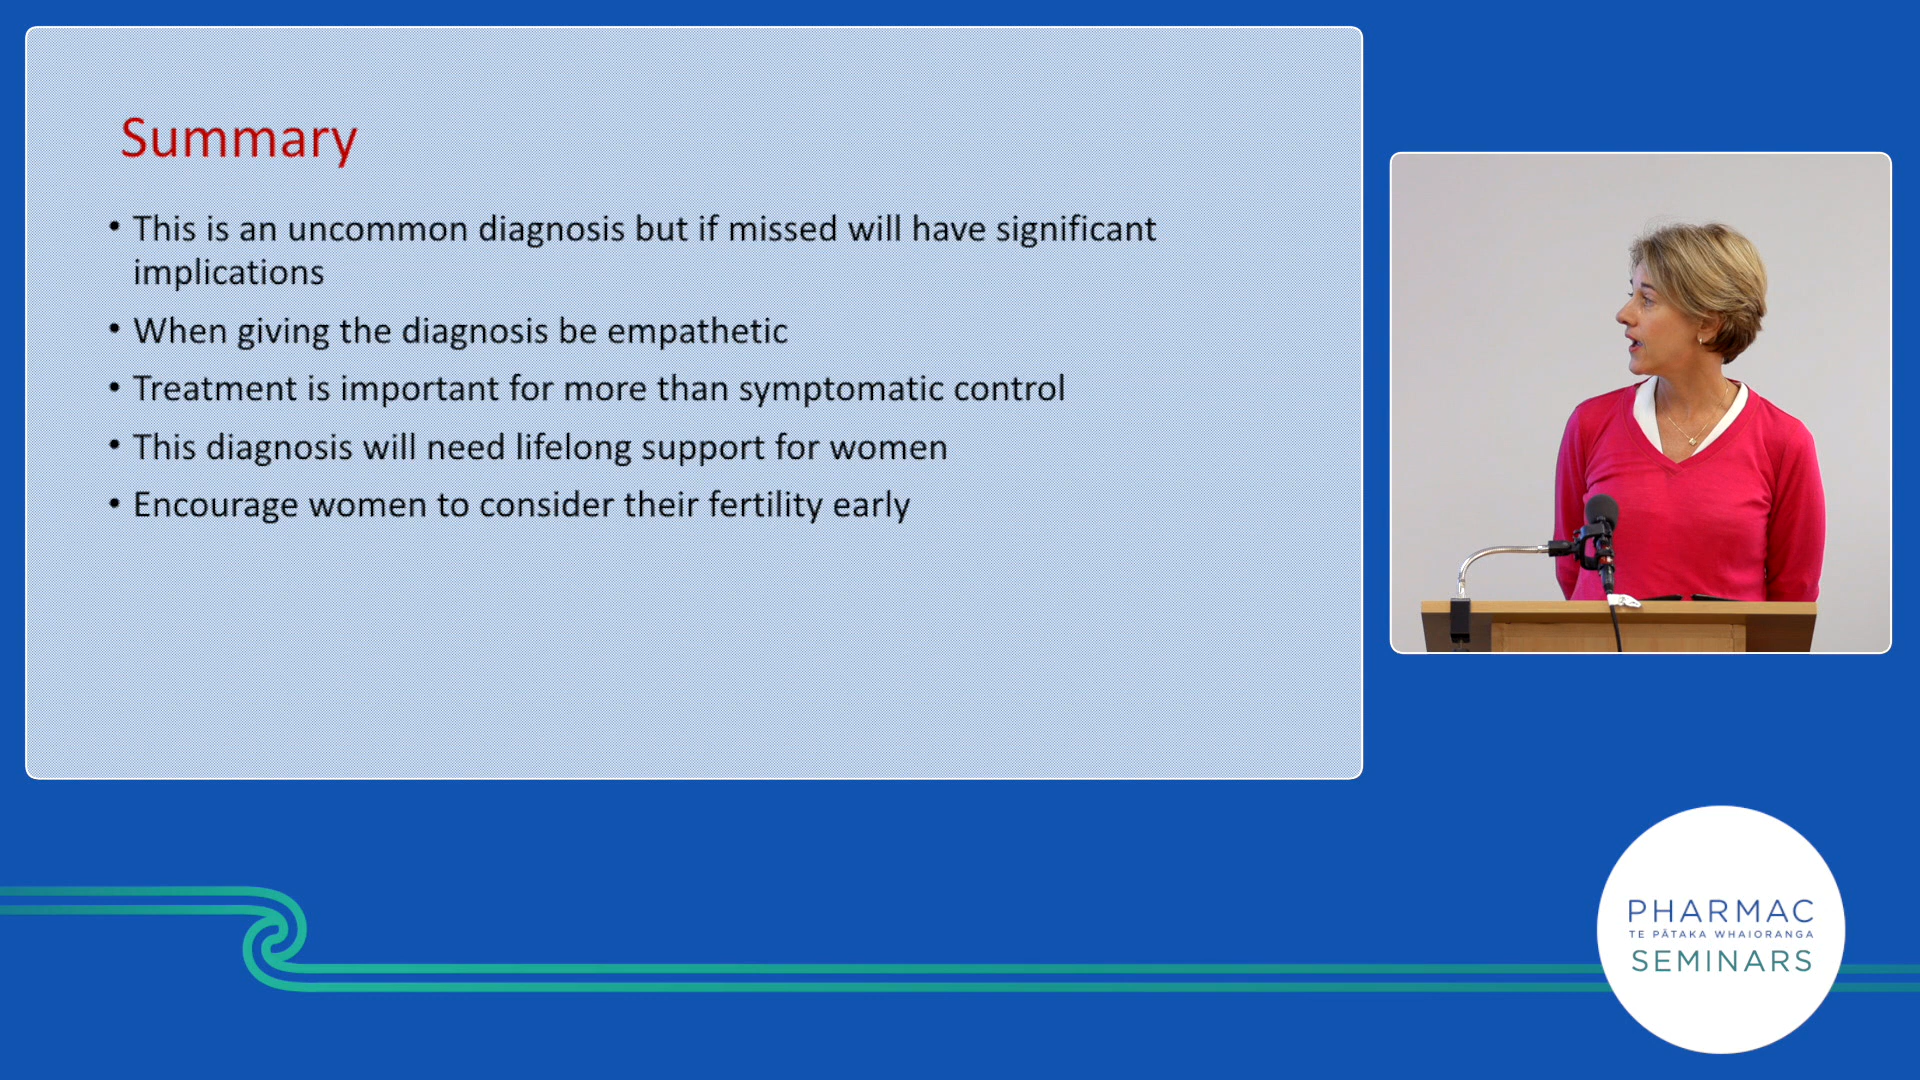 Summary
• This is an uncommon diagnosis but if missed will have significant
implications
• When giving the diagnosis be empathetic
• Treatment is important for more than symptomatic control
• This diagnosis will need lifelong support for women
• Encourage women to consider their fertility early
PHARMAC
TE PĀTAKA WHAIORANGA
SEMINARS